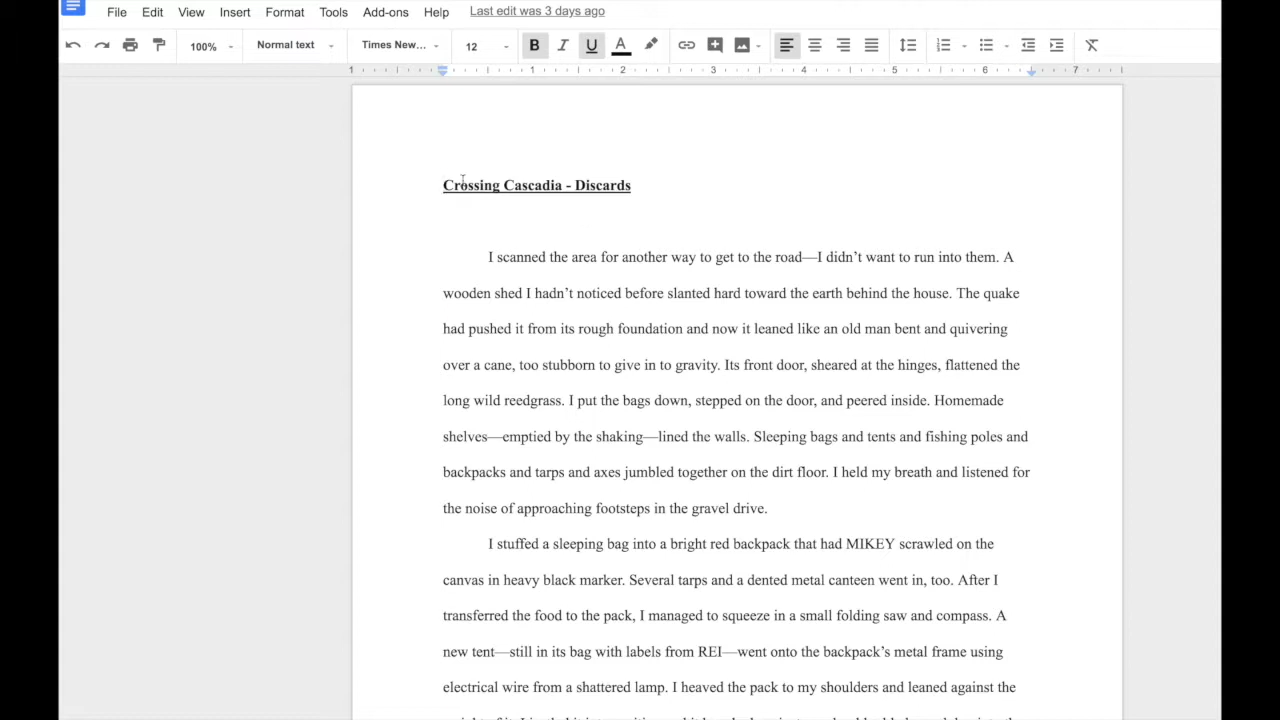 File Edit View Insert Format Tools Add-ons Help Last edit was 3 days ago
100% Normal text Times New... 12 B I U A
1 1 2 3 4 5 6 7
Crossing Cascadia - Discards
I scanned the area for another way to get to the road—I didn’t want to run into them. A
wooden shed I hadn’t noticed before slanted hard toward the earth behind the house. The quake
had pushed it from its rough foundation and now it leaned like an old man bent and quivering
over a cane, too stubborn to give in to gravity. Its front door, sheared at the hinges, flattened the
long wild reedgrass. I put the bags down, stepped on the door, and peered inside. Homemade
shelves—emptied by the shaking—lined the walls. Sleeping bags and tents and fishing poles and
backpacks and tarps and axes jumbled together on the dirt floor. I held my breath and listened for
the noise of approaching footsteps in the gravel drive.
I stuffed a sleeping bag into a bright red backpack that had MIKEY scrawled on the
canvas in heavy black marker. Several tarps and a dented metal canteen went in, too. After I
transferred the food to the pack, I managed to squeeze in a small folding saw and compass. A
new tent—still in its bag with labels from REI—went onto the backpack’s metal frame using
electrical wire from a shattered lamp. I heaved the pack to my shoulders and leaned against the